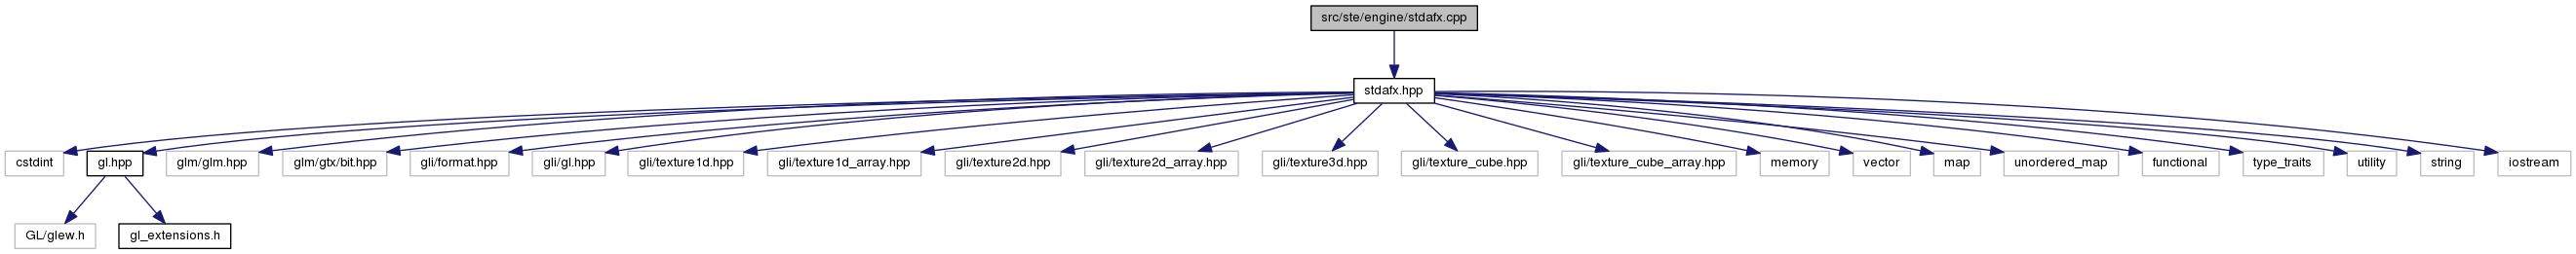 src/ste/engine/stdafx.cpp
stdafx.hpp
cstdint
gl.hpp
glm/glm.hpp
glm/gtx/bit.hpp
gli/format.hpp
gli/gl.hpp
gli/texture1d.hpp
gli/texture1d_array.hpp
gli/texture2d.hpp
gli/texture2d_array.hpp
gli/texture3d.hpp
gli/texture_cube.hpp
gli/texture_cube_array.hpp
memory
vector
map
unordered_map
functional
type_traits
utility
string
iostream
GL/glew.h
gl_extensions.h